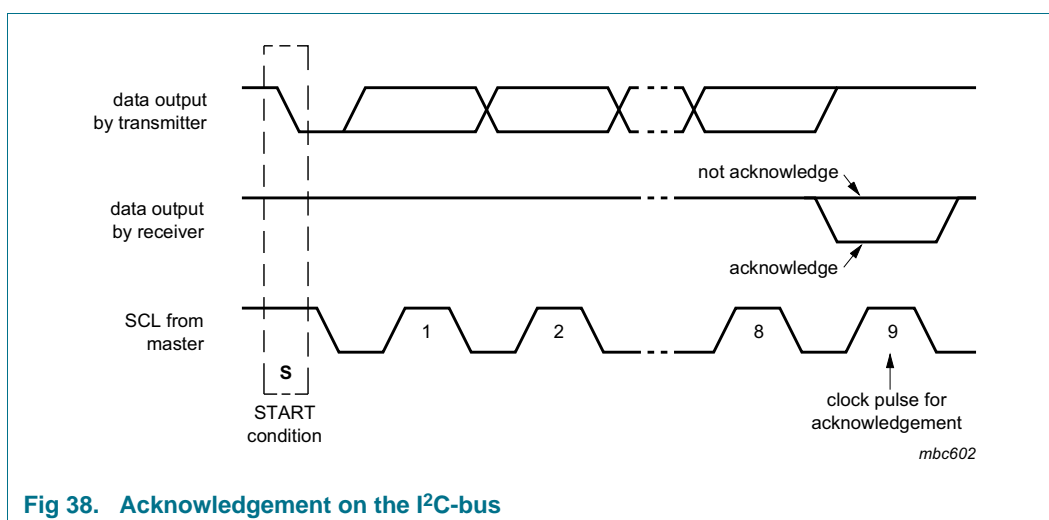 data output
by transmitter
not acknowledge
data output
by receiver
acknowledge
SCL from
master
1
2
8
9
S
START
condition
clock pulse for
acknowledgement
mbc602
Fig 38. Acknowledgement on the I²C-bus